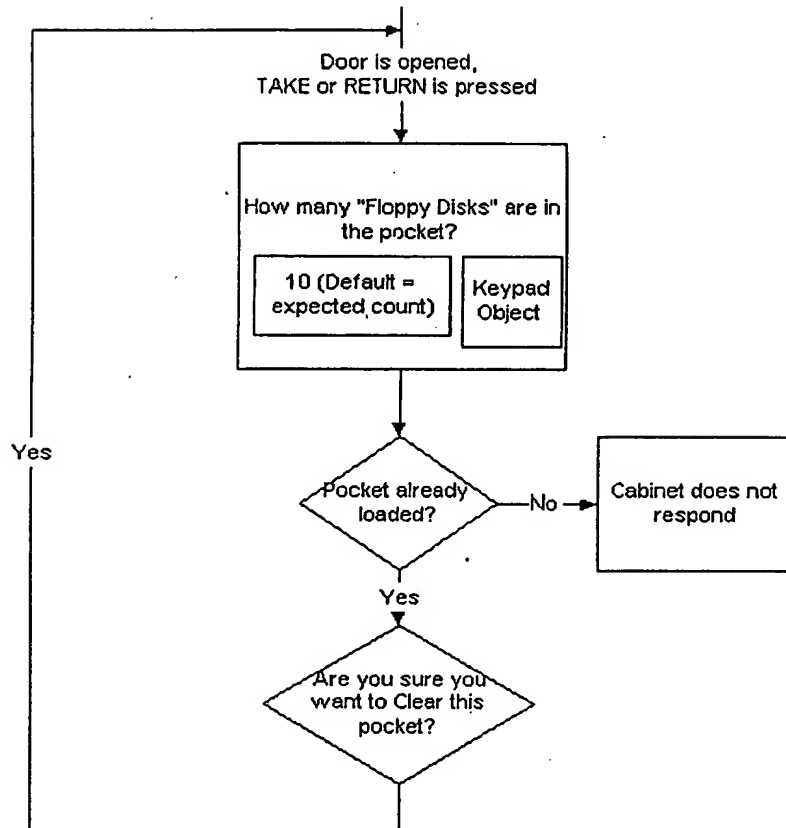 Door is opened,
TAKE or RETURN is pressed
How many "Floppy Disks" are in
the pocket?
10 (Default =
expected count)
Keypad
Object
Yes
Pocket already
loaded?
No
Cabinet does not
respond
Yes
Are you sure you
want to Clear this
pocket?